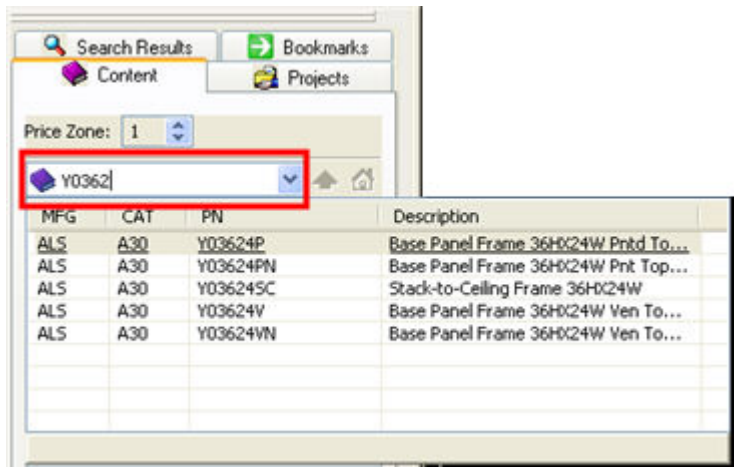 Search Results Bookmarks
Content Projects
Price Zone: 1
Y0362
MFG CAT PN Description
ALS A30 Y03624P Base Panel Frame 36HX24W Pntd To...
ALS A30 Y03624PN Base Panel Frame 36HX24W Pnt Top...
ALS A30 Y03624SC Stack-to-Ceiling Frame 36HX24W
ALS A30 Y03624V Base Panel Frame 36HX24W Ven To...
ALS A30 Y03624VN Base Panel Frame 36HX24W Ven To...